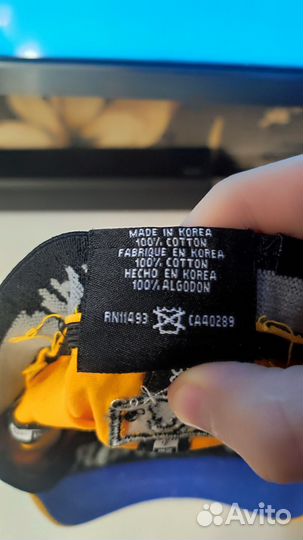 MADE IN KOREA
100% COTTON
FABRIQUE EN KOREA
100% COTTON
HECHO EN KOREA
100% ALGODON
RN11493 CA40289
Avito